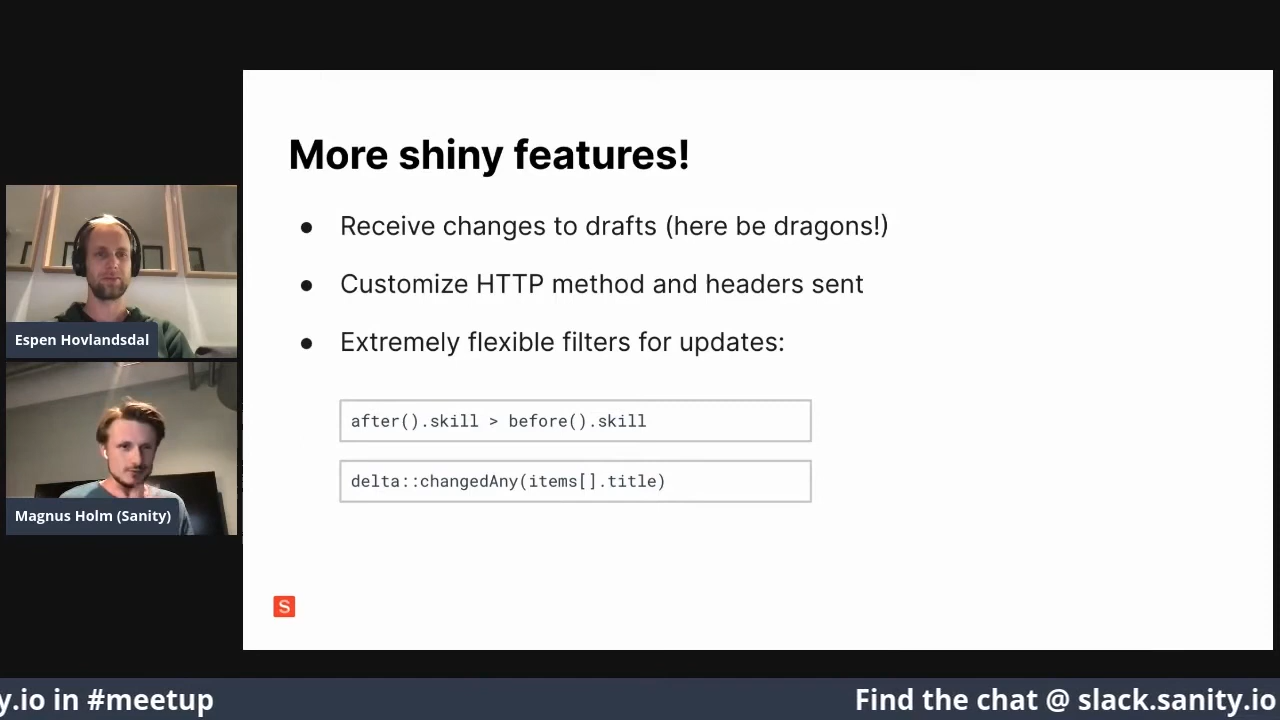 More shiny features!
● Receive changes to drafts (here be dragons!)
● Customize HTTP method and headers sent
● Extremely flexible filters for updates:
after().skill > before().skill
delta::changedAny(items[].title)
Espen Hovlandsdal
Magnus Holm (Sanity)
S
y.io in #meetup
Find the chat @ slack.sanity.io